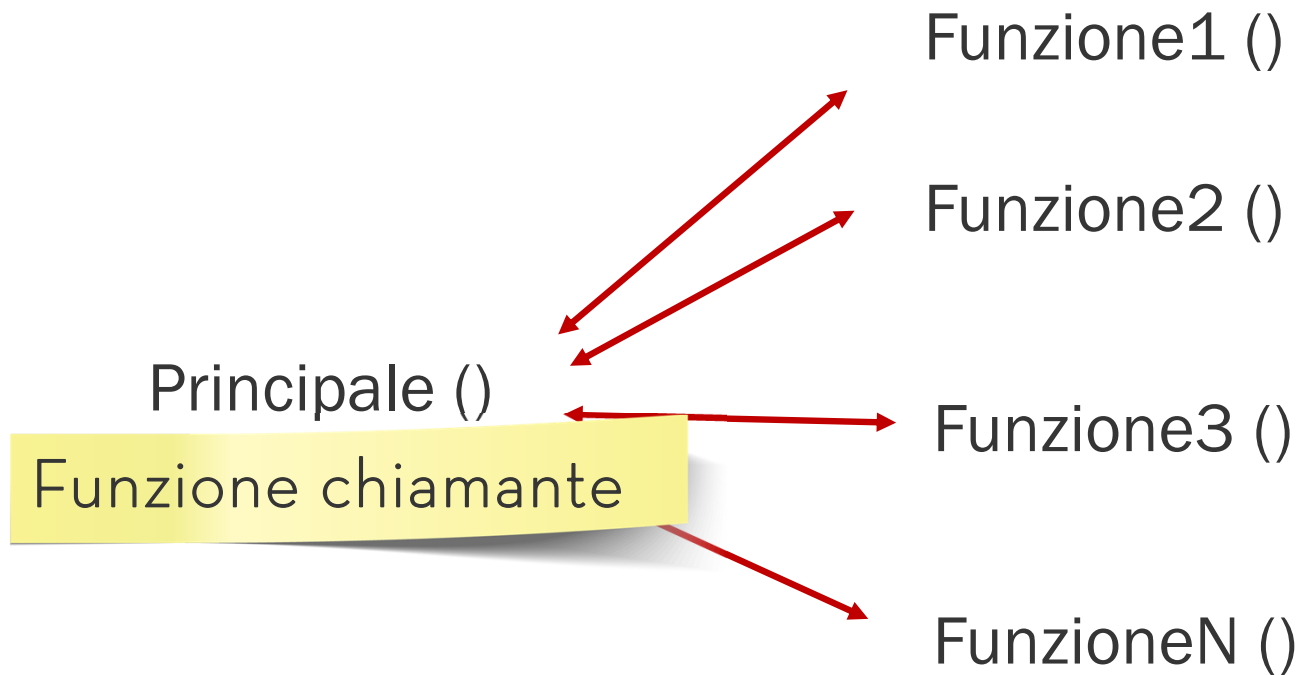 Funzione1 ()
Funzione2 ()
Principale ()
Funzione3 ()
Funzione chiamante
FunzioneN ()